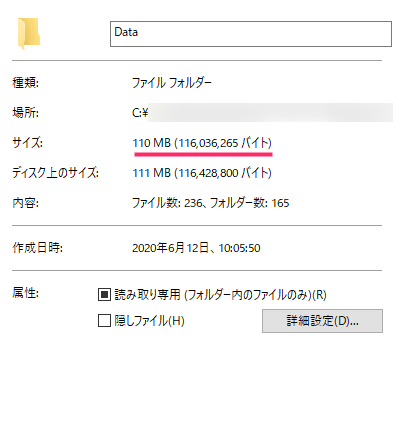 Data
種類: ファイル フォルダー
場所: C:¥
サイズ: 110 MB (116,036,265 バイト)
ディスク上のサイズ: 111 MB (116,428,800 バイト)
内容: ファイル数: 236、フォルダー数: 165
作成日時: 2020年6月12日、10:05:50
属性: 読み取り専用 (フォルダー内のファイルのみ)(R)
隠しファイル(H) 詳細設定(D)...